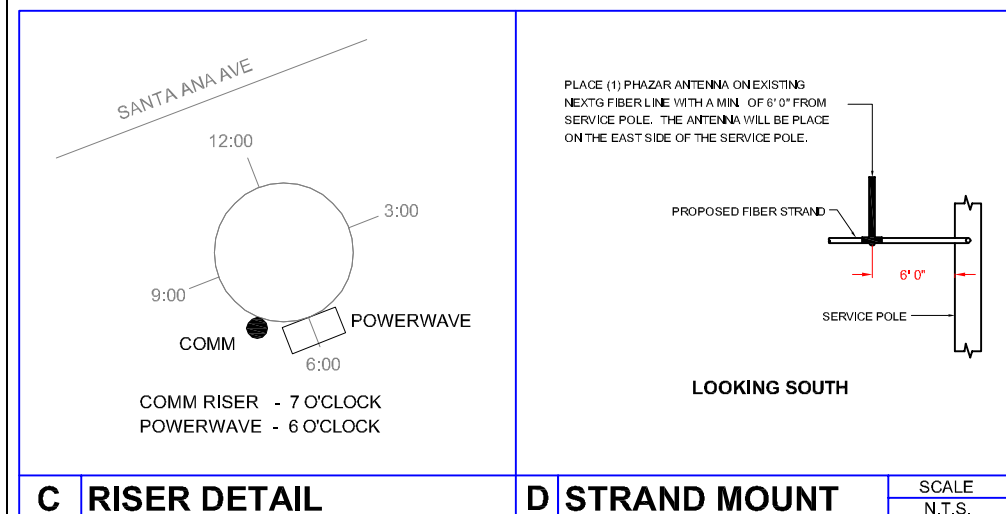 SANTA ANA AVE
12:00
3:00
9:00
COMM
POWERWAVE
6:00
COMM RISER - 7 O'CLOCK
POWERWAVE - 6 O'CLOCK
C RISER DETAIL
PLACE (1) PHAZAR ANTENNA ON EXISTING
NEXTG FIBER LINE WITH A MIN. OF 6' 0" FROM
SERVICE POLE. THE ANTENNA WILL BE PLACE
ON THE EAST SIDE OF THE SERVICE POLE.
PROPOSED FIBER STRAND
6' 0"
SERVICE POLE
LOOKING SOUTH
D STRAND MOUNT
SCALE
N.T.S.